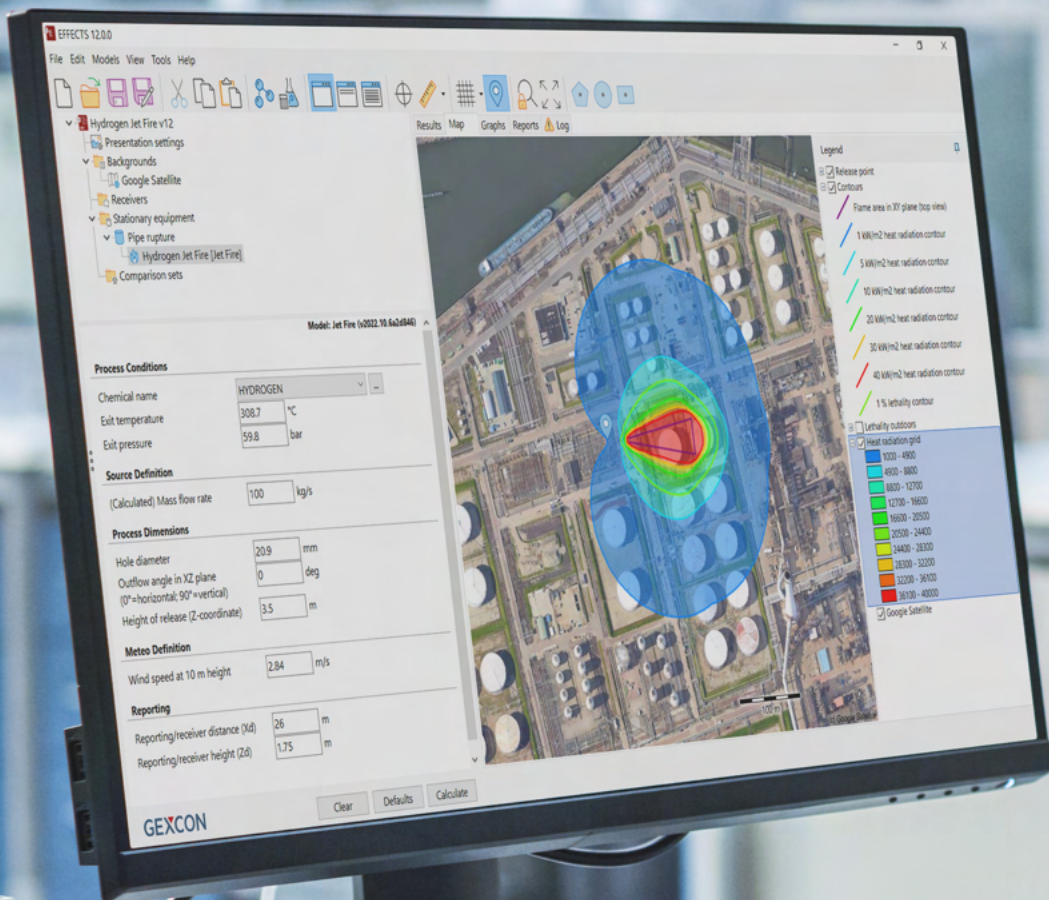 EFFECTS 12.0.0
File Edit Models View Tools Help
Hydrogen Jet Fire v12
Presentation settings
Backgrounds
Google Satellite
Receivers
Stationary equipment
Pipe rupture
Hydrogen Jet Fire [Jet Fire]
Comparison sets
Model: Jet Fire (v2022.10.6a2d846)
Process Conditions
Chemical name HYDROGEN ...
Exit temperature 308.7 °C
Exit pressure 59.8 bar
Source Definition
(Calculated) Mass flow rate 100 kg/s
Process Dimensions
Hole diameter 20.9 mm
Outflow angle in XZ plane 0 deg
(0°=horizontal; 90°=vertical)
Height of release (Z-coordinate) 3.5 m
Meteo Definition
Wind speed at 10 m height 2.84 m/s
Reporting
Reporting/receiver distance (Xd) 26 m
Reporting/receiver height (Zd) 1.75 m
Clear Defaults Calculate
GEXCON
Results Map Graphs Reports Log
100 m
Legend
Release point
Contours
Flame area in XY plane (top view)
1 kW/m2 heat radiation contour
5 kW/m2 heat radiation contour
10 kW/m2 heat radiation contour
20 kW/m2 heat radiation contour
30 kW/m2 heat radiation contour
40 kW/m2 heat radiation contour
1 % lethality contour
Lethality outdoors
Heat radiation grid
1000 - 4900
4900 - 8800
8800 - 12700
12700 - 16600
16600 - 20500
20500 - 24400
24400 - 28300
28300 - 32200
32200 - 36100
36100 - 40000
Google Satellite